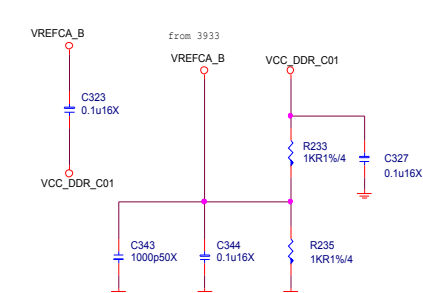 VREFCA_B
from 3933
VREFCA_B
VCC_DDR_C01
C323
0.1u16X
R233
1KR1%/4
C327
0.1u16X
VCC_DDR_C01
C343
1000p50X
C344
0.1u16X
R235
1KR1%/4